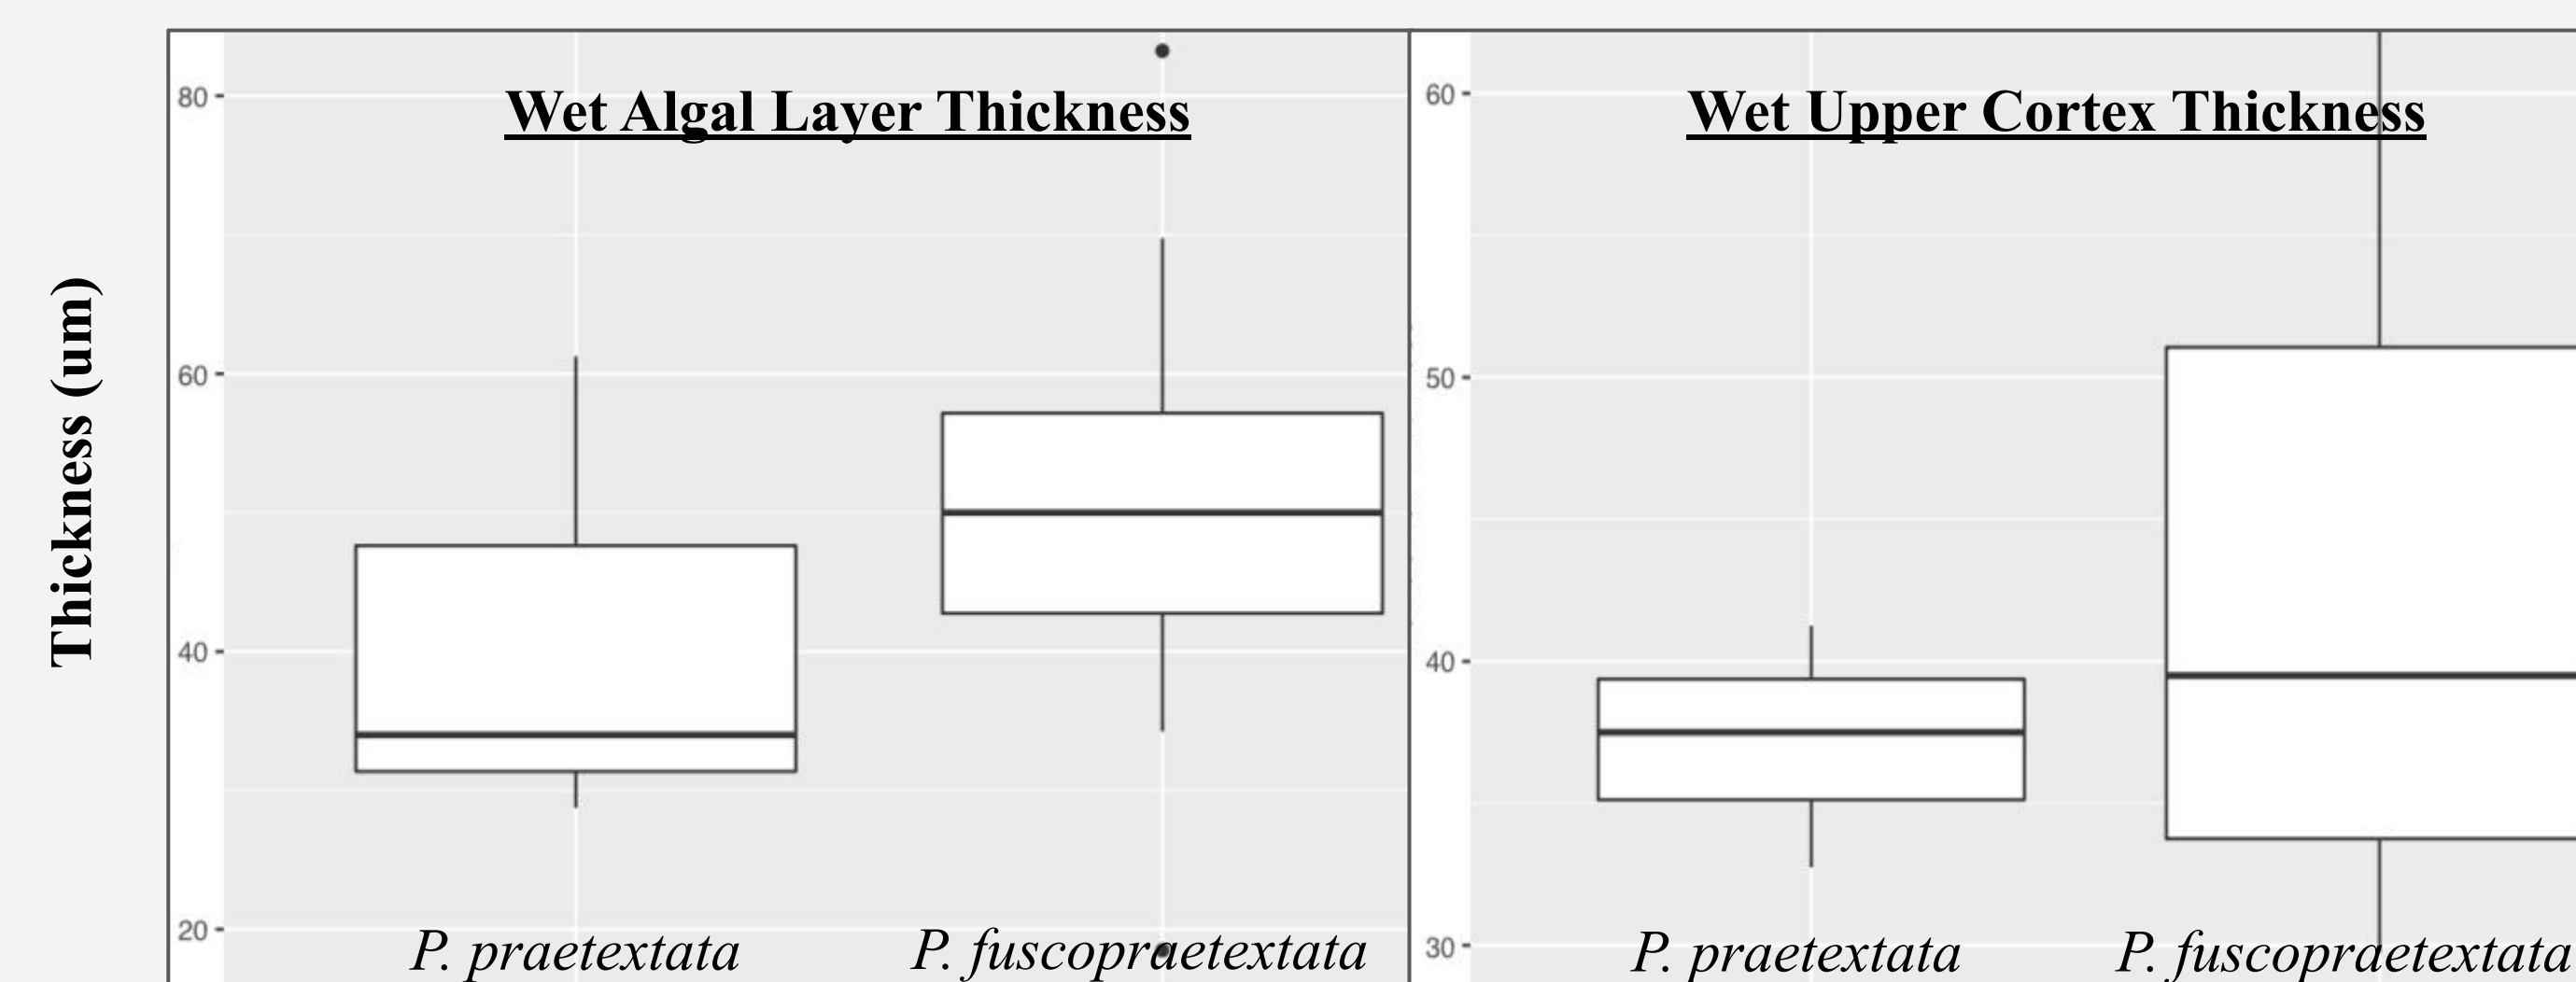 Thickness (um)
Wet Algal Layer Thickness
80
60
40
20
P. praetextata
P. fuscopraetextata
Wet Upper Cortex Thickness
60
50
40
30
P. praetextata
P. fuscopraetextata